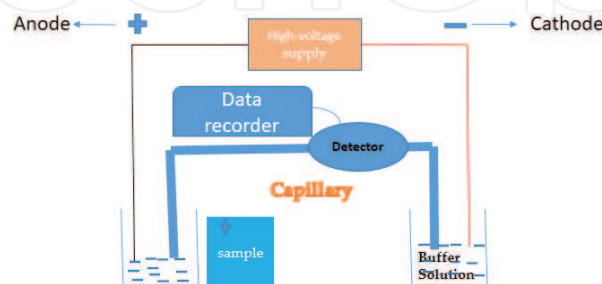 Anode
Cathode
High-voltage
supply
Data
recorder
Detector
Capillary
sample
Buffer
Solution